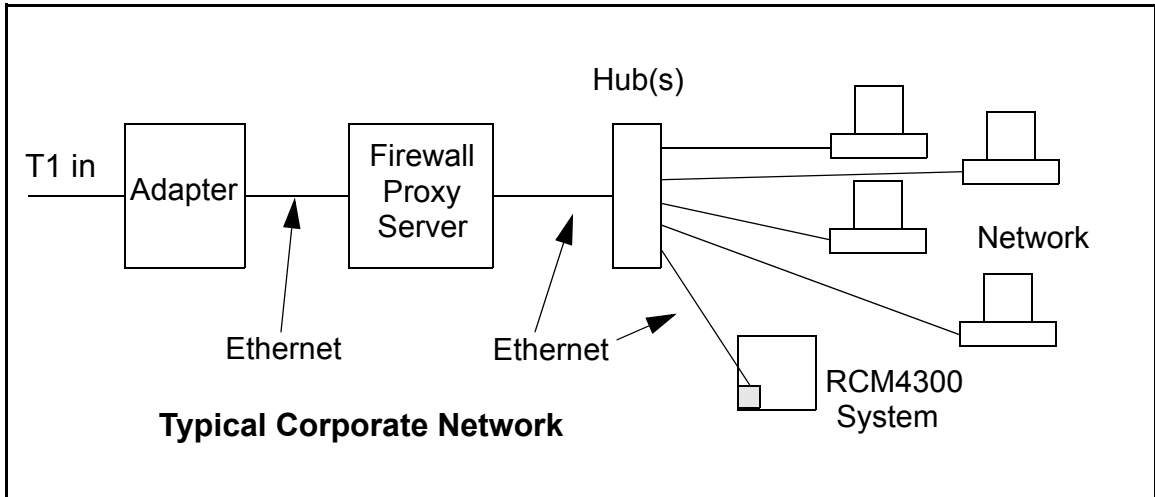 Hub(s)
T1 in
Adapter
Firewall
Proxy
Server
Network
Ethernet
Ethernet
RCM4300
System
Typical Corporate Network